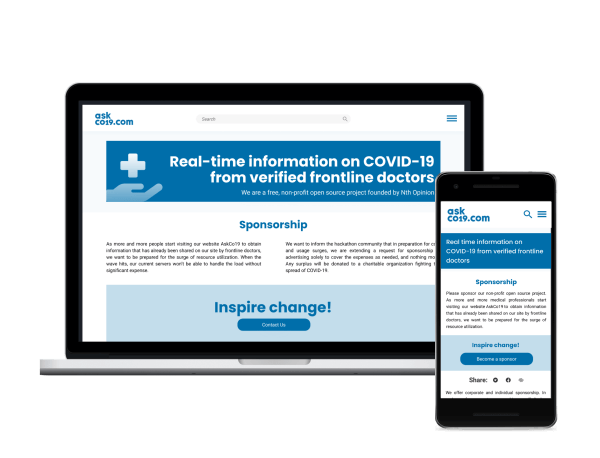 ask
co19.com
Search
Real-time information on COVID-19
from verified frontline doctors
We are a free, non-profit open source project founded by Nth Opinion
Sponsorship
As more and more people start visiting our website AskCo19 to obtain
information that has already been shared on our site by frontline doctors,
we want to be prepared for the surge of resource utilization. When the
wave hits, our current servers won't be able to handle the load without
significant expense.
We want to inform the hackathon community that in preparation for
and usage surges, we are extending a request for sponsorship
advertising solely to cover the expenses as needed, and nothing
Any surplus will be donated to a charitable organization fighting
spread of COVID-19.
Inspire change!
Contact Us
ask
co19.com
Real time information on
COVID-19 from verified frontline
doctors
Sponsorship
Please sponsor our non-profit open source project.
As more and more medical professionals start
visiting our website AskCo19 to obtain information
that has already been shared on our site by frontline
doctors, we want to be prepared for the surge of
resource utilization.
Inspire change!
Become a sponsor
Share:
We offer corporate and individual sponsorship. In